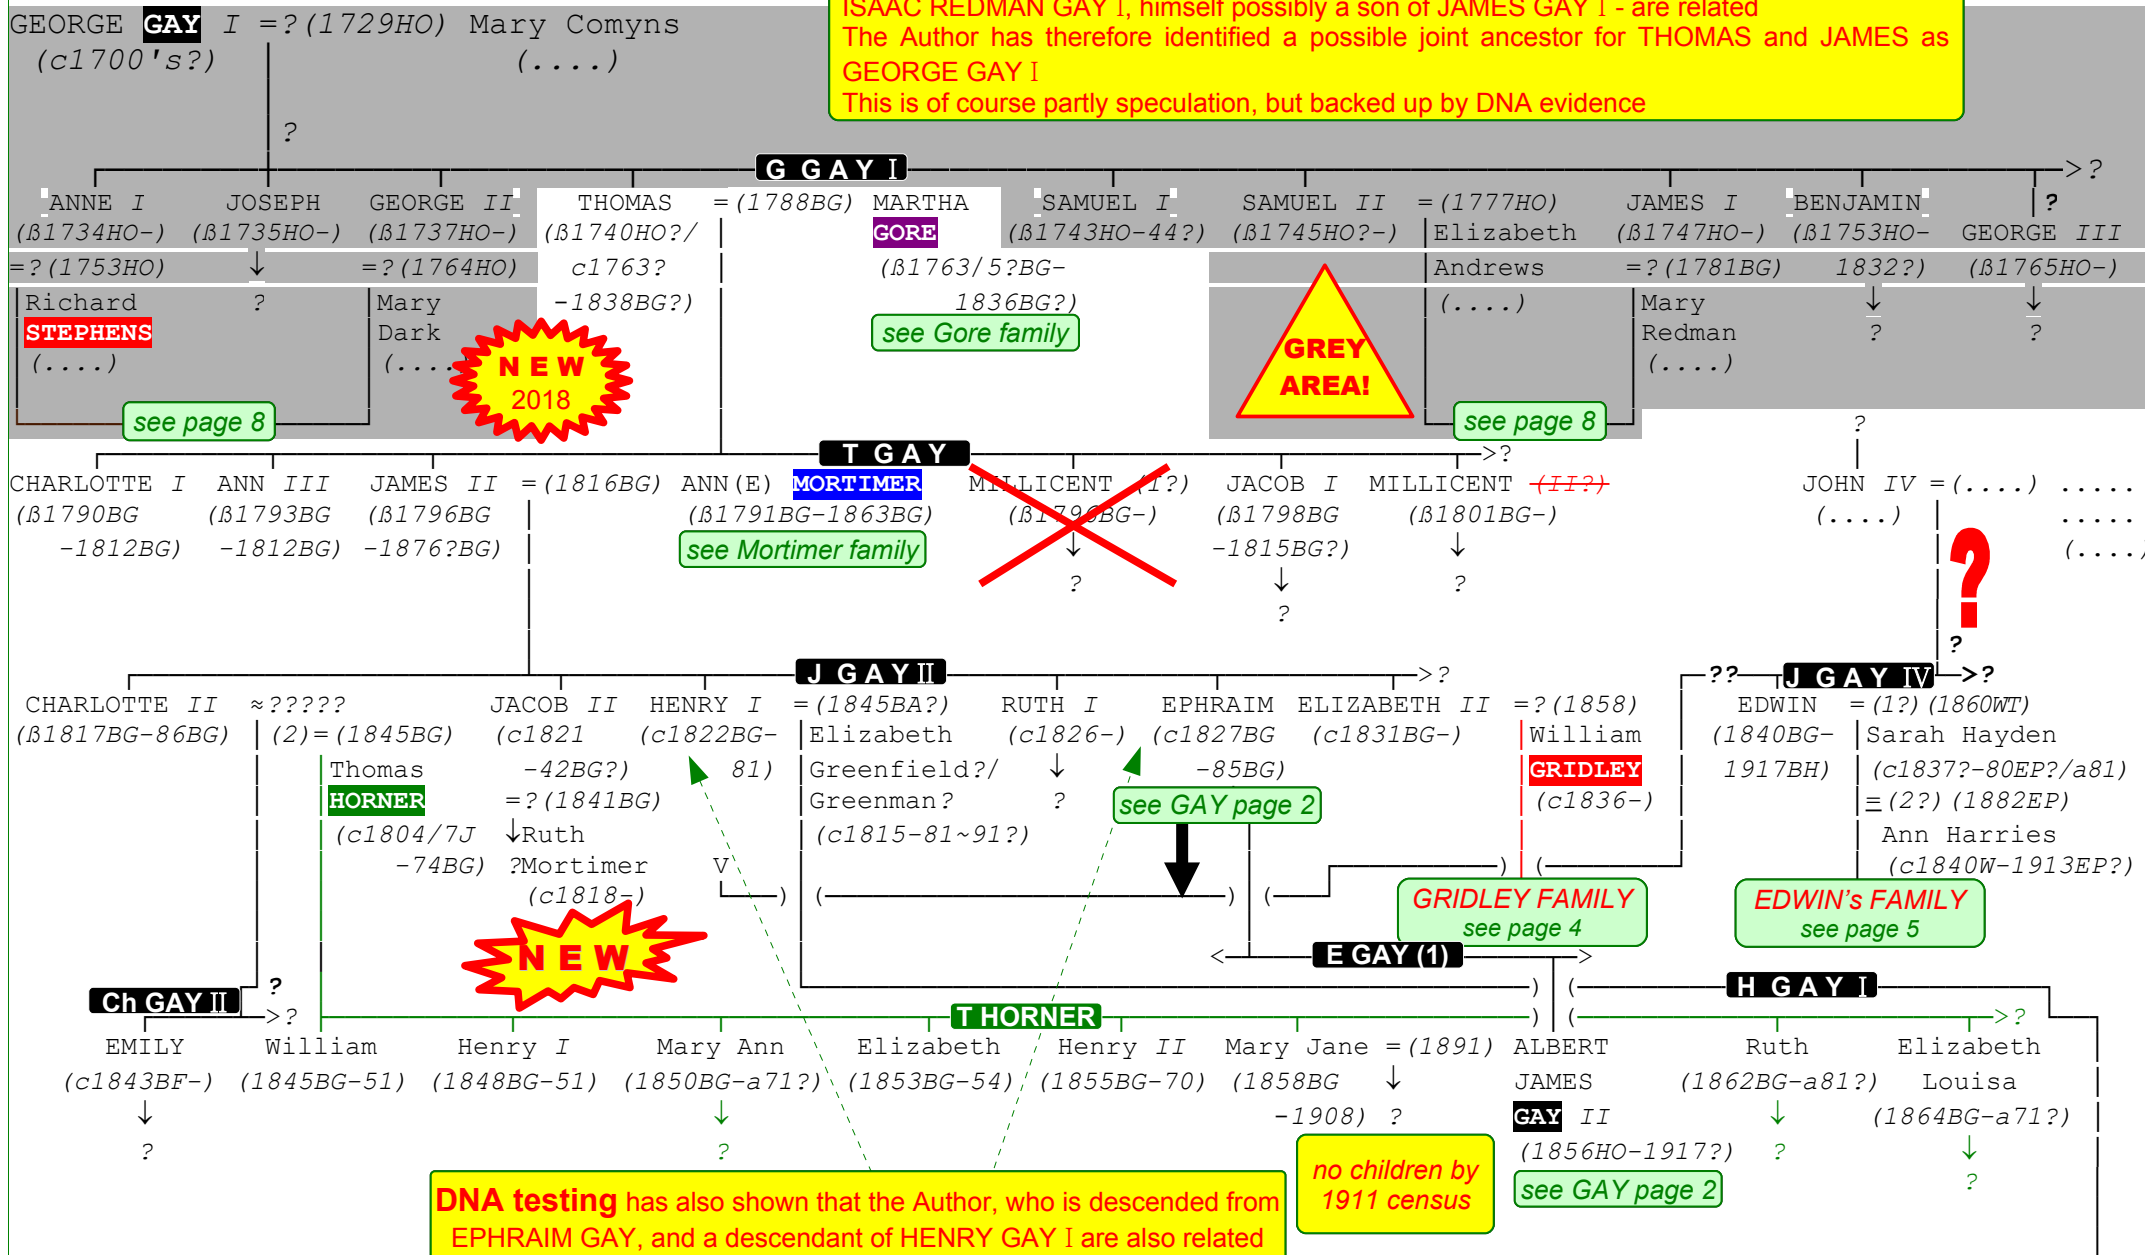 ISAAC REDMAN GAY I, himself possibly a son of JAMES GAY I - are related
The Author has therefore identified a possible joint ancestor for THOMAS and JAMES as
GEORGE GAY I
This is of course partly speculation, but backed up by DNA evidence
GEORGE GAY I =?(1729HO) Mary Comyns
(c1700's?) (....)
?
G GAY I >?
ANNE I JOSEPH GEORGE II THOMAS =(1788BG) MARTHA SAMUEL I SAMUEL II =(1777HO) JAMES I BENJAMIN ?
(ß1734HO-) (ß1735HO-) (ß1737HO-) (ß1740HO?/ GORE (ß1743HO-44?) (ß1745HO?-) Elizabeth (ß1747HO-) (ß1753HO- GEORGE III
=?(1753HO) ↓ =?(1764HO) c1763? (ß1763/5?BG- Andrews =?(1781BG) 1832?) (ß1765HO-)
Richard ? Mary -1838BG?) 1836BG?) (....) Mary ↓ ↓
STEPHENS Dark see Gore family Redman ? ?
(....) (.... NEW GREY (....)
2018 AREA!
see page 8 see page 8
?
T GAY >?
CHARLOTTE I ANN III JAMES II =(1816BG) ANN(E) MORTIMER MILLICENT (I?) JACOB I MILLICENT (II?) JOHN IV =(....) .....
(ß1790BG (ß1793BG (ß1796BG (ß1791BG-1863BG) (ß1796BG-) (ß1798BG (ß1801BG-) (....) .....
-1812BG) -1812BG) -1876?BG) see Mortimer family ↓ -1815BG?) ↓ (....)
? ↓ ? ?
?
?
J GAY II >? ?? J GAY IV >?
CHARLOTTE II ≈????? JACOB II HENRY I =(1845BA?) RUTH I EPHRAIM ELIZABETH II =?(1858) EDWIN =(1?)(1860WT)
(ß1817BG-86BG) (2)=(1845BG) (c1821 (c1822BG- Elizabeth (c1826-) (c1827BG (c1831BG-) William (1840BG- Sarah Hayden
Thomas -42BG?) 81) Greenfield?/ ↓ -85BG) GRIDLEY 1917BH) (c1837?-80EP?/a81)
HORNER =?(1841BG) Greenman? ? see GAY page 2 (c1836-) =(2?)(1882EP)
(c1804/7J ↓Ruth (c1815-81~91?) Ann Harries
-74BG) ?Mortimer V (c1840W-1913EP?)
(c1818-) ) ( ) ( ) (
GRIDLEY FAMILY EDWIN's FAMILY
see page 4 see page 5
NEW < E GAY (1) >
Ch GAY II ? ) ( H GAY I
>? T HORNER ) ( >?
EMILY William Henry I Mary Ann Elizabeth Henry II Mary Jane =(1891) ALBERT Ruth Elizabeth
(c1843BF-) (1845BG-51) (1848BG-51) (1850BG-a71?) (1853BG-54) (1855BG-70) (1858BG ↓ JAMES (1862BG-a81?) Louisa
↓ ↓ -1908) ? GAY II ↓ (1864BG-a71?)
? ? (1856HO-1917?) ? ↓
no children by see GAY page 2 ?
1911 census
DNA testing has also shown that the Author, who is descended from
EPHRAIM GAY, and a descendant of HENRY GAY I are also related